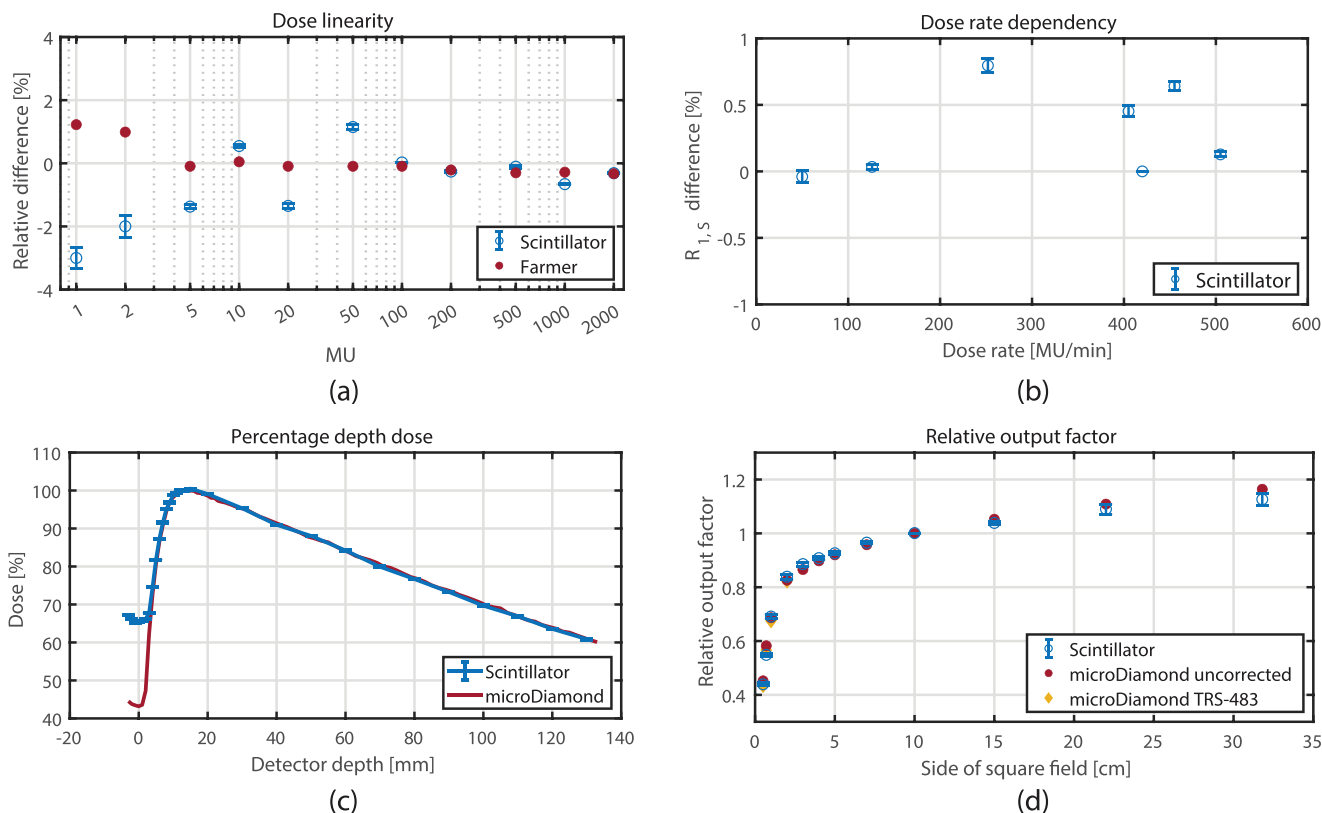 Dose linearity
4
2
0
-2
-4
Relative difference [%]
Scintillator
Farmer
1 2 5 10 20 50 100 200 500 1000 2000
MU
(a)
Dose rate dependency
1
0.5
0
-0.5
-1
R1, S difference [%]
Scintillator
0 100 200 300 400 500 600
Dose rate [MU/min]
(b)
Percentage depth dose
110
100
90
80
70
60
50
40
Dose [%]
Scintillator
microDiamond
-20 0 20 40 60 80 100 120 140
Detector depth [mm]
(c)
Relative output factor
1.2
1
0.8
0.6
0.4
Relative output factor
Scintillator
microDiamond uncorrected
microDiamond TRS-483
0 5 10 15 20 25 30 35
Side of square field [cm]
(d)